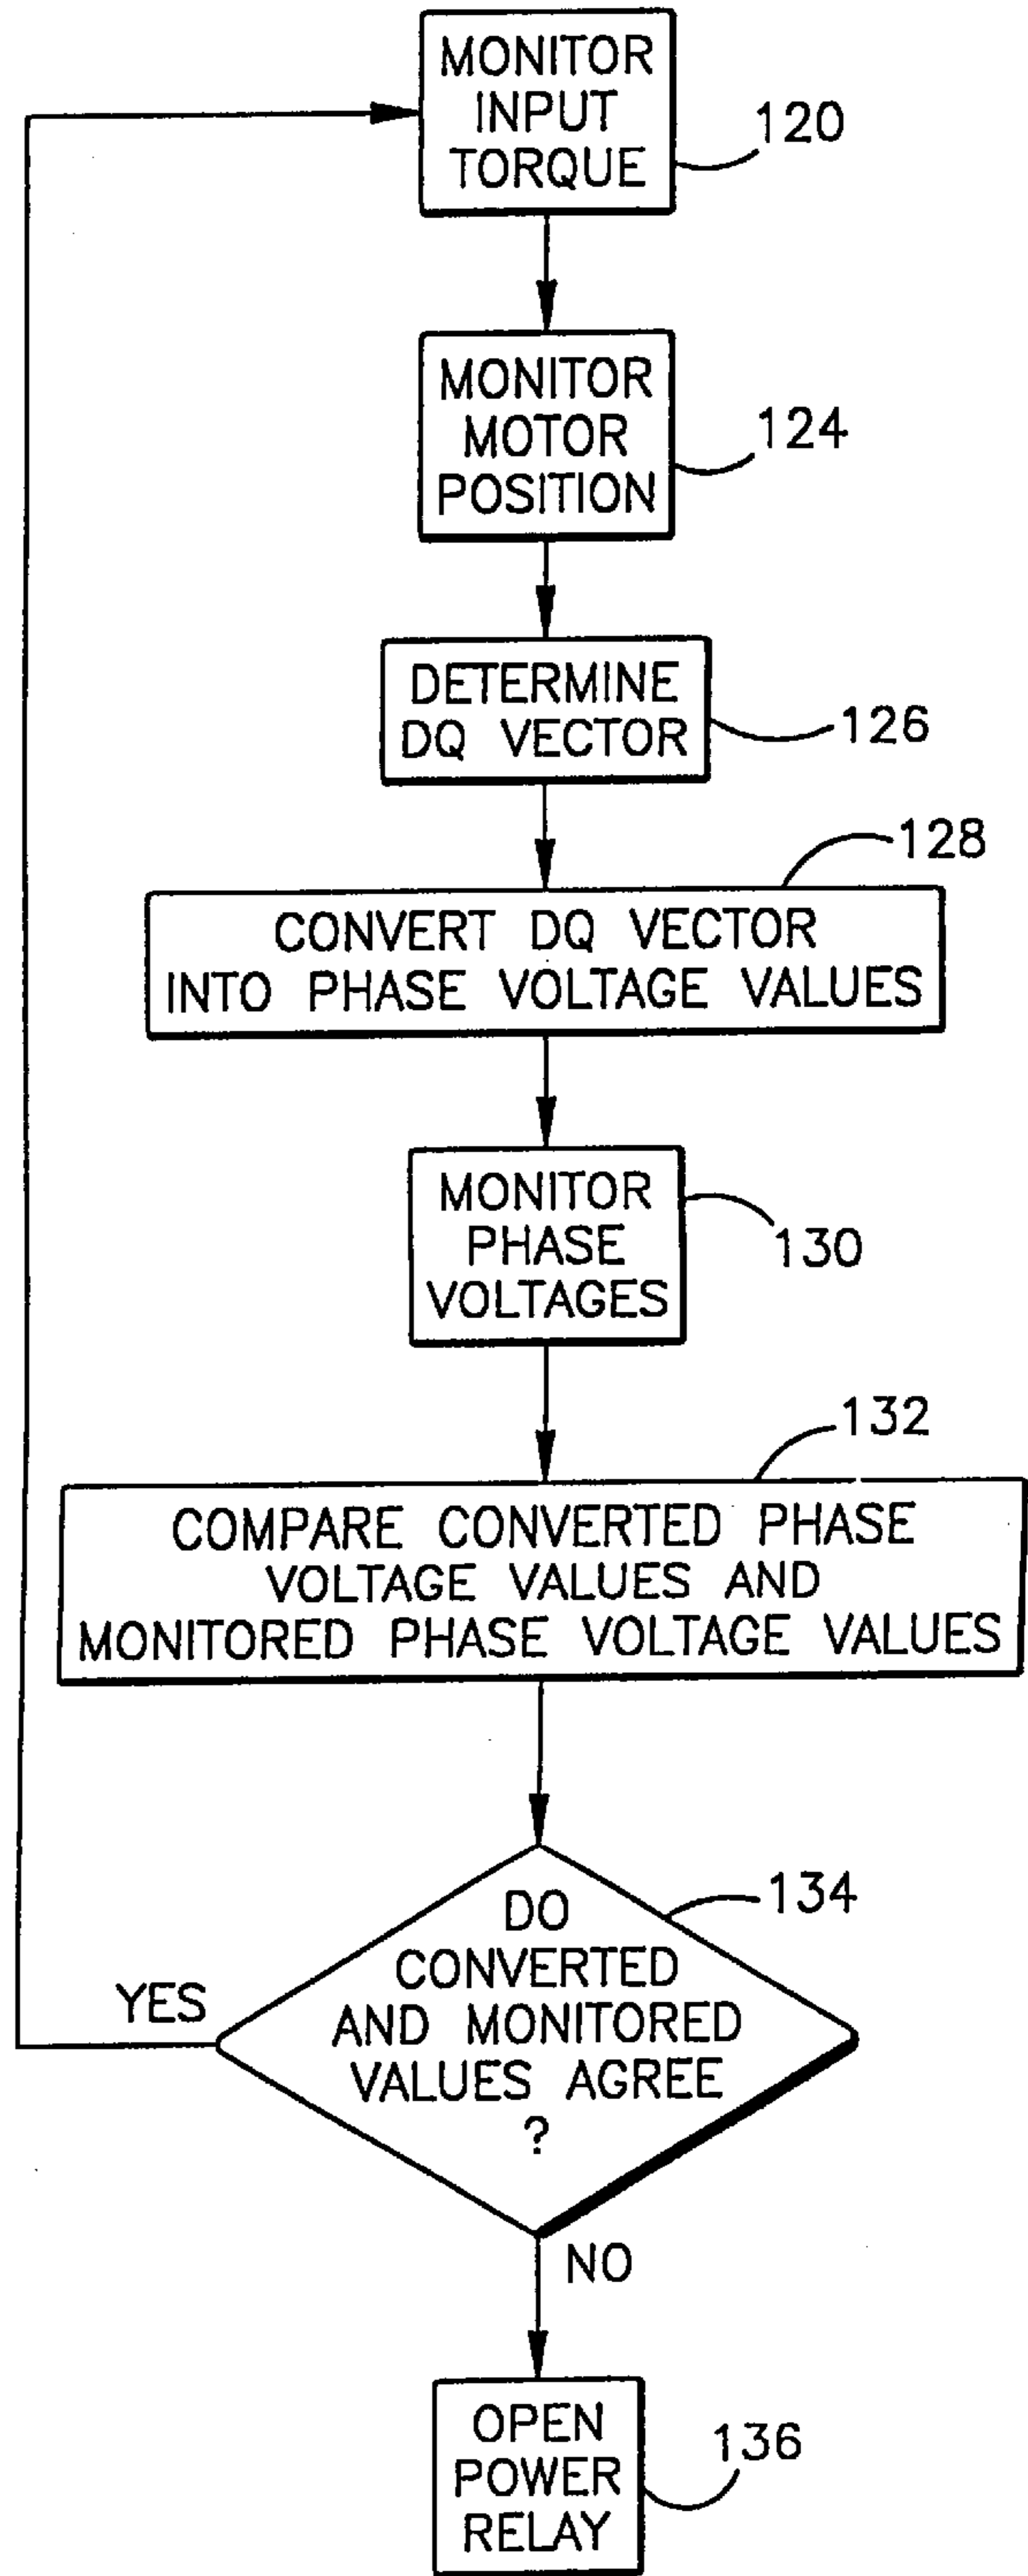 MONITOR
INPUT
TORQUE
120
MONITOR
MOTOR
POSITION
124
DETERMINE
DQ VECTOR
126
128
CONVERT DQ VECTOR
INTO PHASE VOLTAGE VALUES
MONITOR
PHASE
VOLTAGES
130
132
COMPARE CONVERTED PHASE
VOLTAGE VALUES AND
MONITORED PHASE VOLTAGE VALUES
134
DO
CONVERTED
AND MONITORED
VALUES AGREE
?
YES
NO
OPEN
POWER
RELAY
136